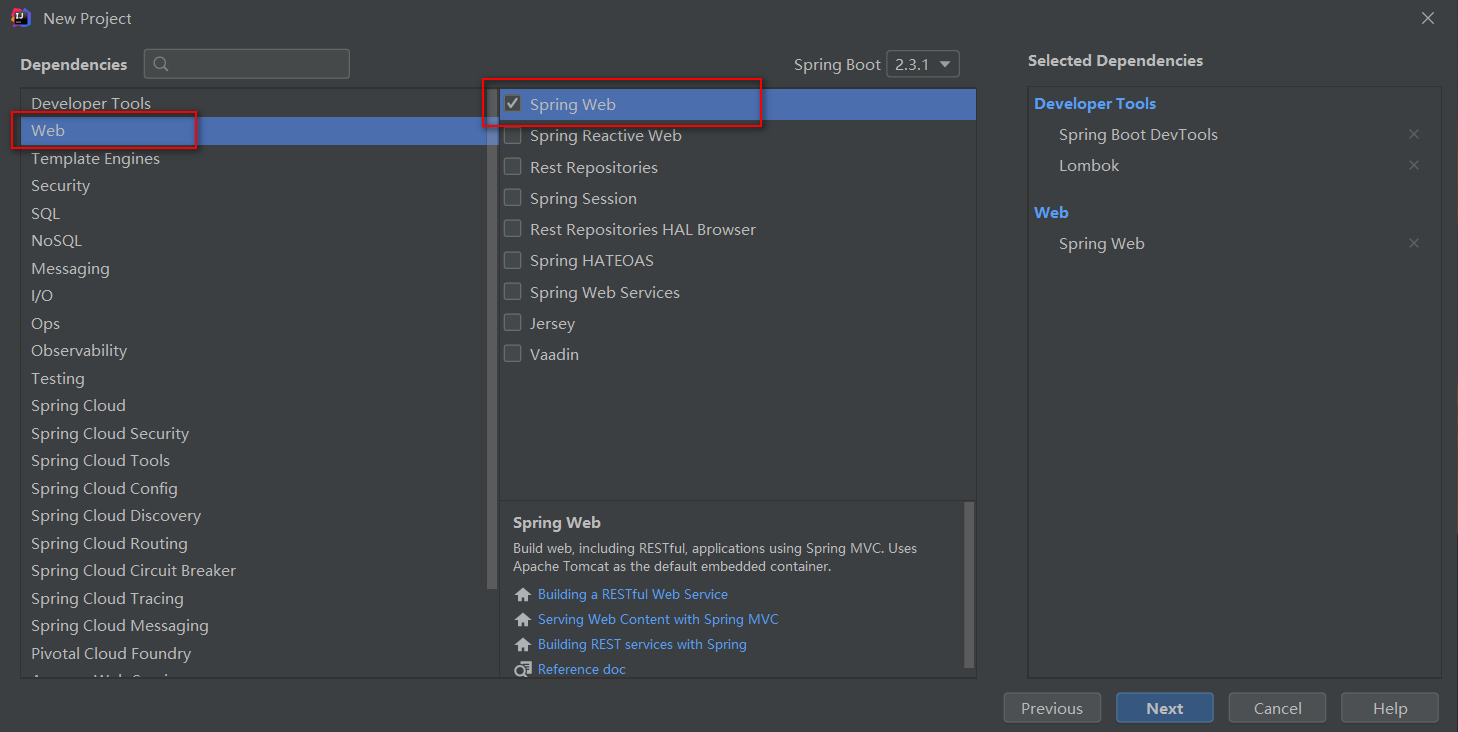 New Project
Dependencies
Spring Boot 2.3.1
Developer Tools
Web
Template Engines
Security
SQL
NoSQL
Messaging
I/O
Ops
Observability
Testing
Spring Cloud
Spring Cloud Security
Spring Cloud Tools
Spring Cloud Config
Spring Cloud Discovery
Spring Cloud Routing
Spring Cloud Circuit Breaker
Spring Cloud Tracing
Spring Cloud Messaging
Pivotal Cloud Foundry
Spring Web
Spring Reactive Web
Rest Repositories
Spring Session
Rest Repositories HAL Browser
Spring HATEOAS
Spring Web Services
Jersey
Vaadin
Spring Web
Build web, including RESTful, applications using Spring MVC. Uses
Apache Tomcat as the default embedded container.
Building a RESTful Web Service
Serving Web Content with Spring MVC
Building REST services with Spring
Reference doc
Selected Dependencies
Developer Tools
Spring Boot DevTools
Lombok
Web
Spring Web
Previous
Next
Cancel
Help